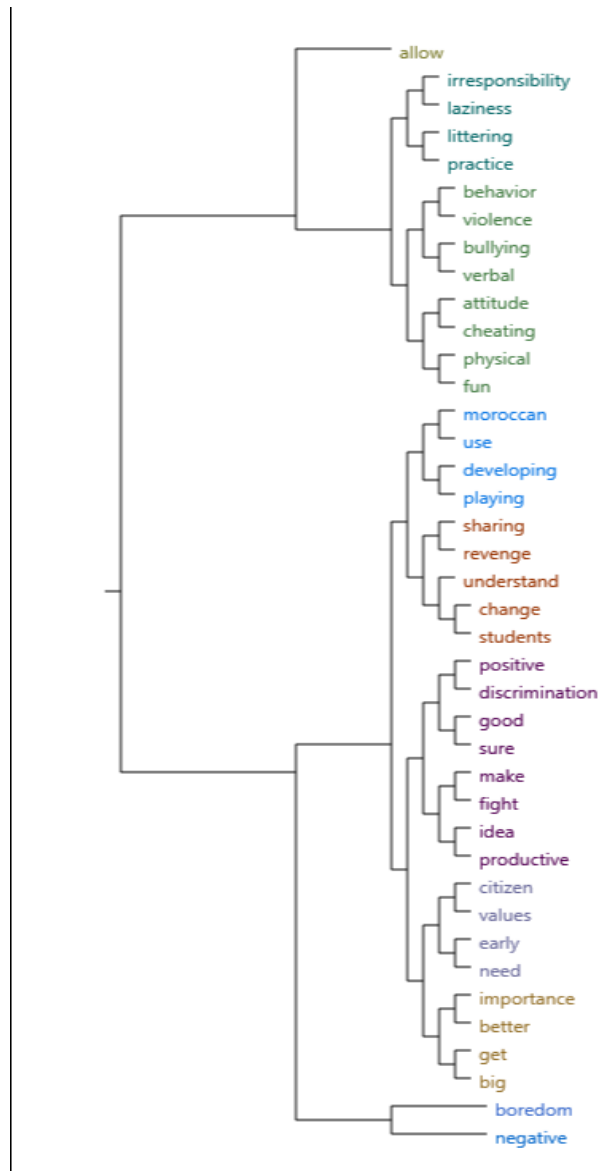 allow
irresponsibility
laziness
littering
practice
behavior
violence
bullying
verbal
attitude
cheating
physical
fun
moroccan
use
developing
playing
sharing
revenge
understand
change
students
positive
discrimination
good
sure
make
fight
idea
productive
citizen
values
early
need
importance
better
get
big
boredom
negative